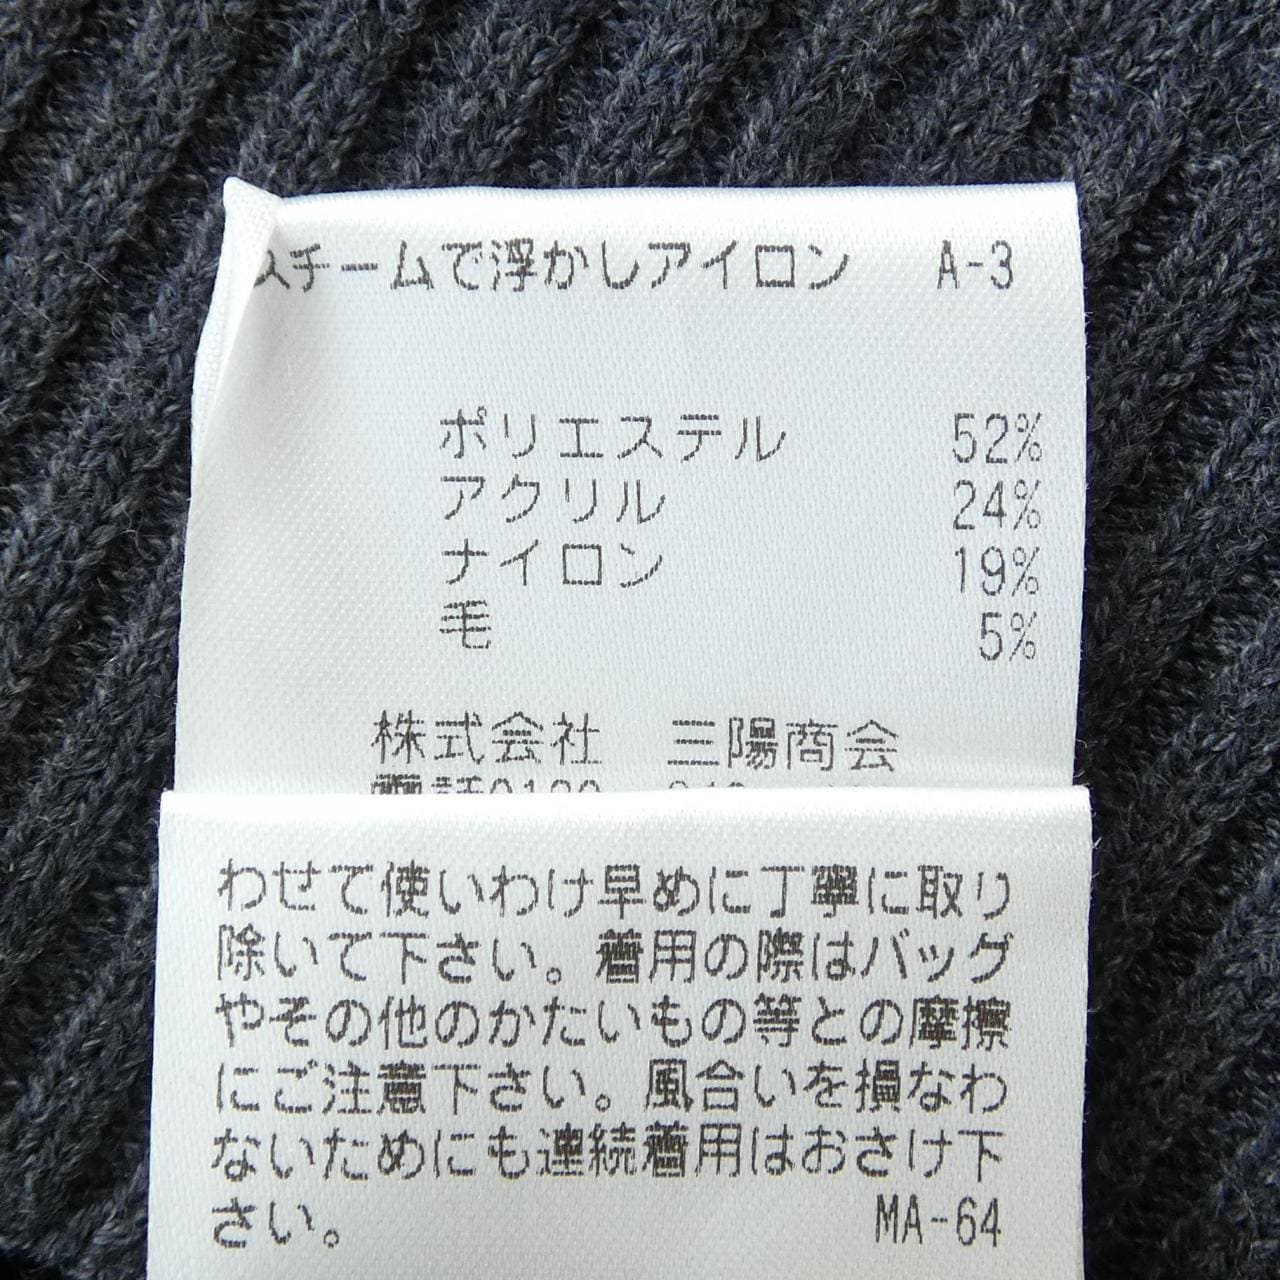 スチームで浮かしアイロン A-3
ポリエステル 52%
アクリル 24%
ナイロン 19%
毛 5%
株式会社 三陽商会
わせて使いわけ早めに丁寧に取り
除いて下さい。着用の際はバッグ
やその他のかたいもの等との摩擦
にご注意下さい。風合いを損なわ
ないためにも連続着用はおさけ下
さい。 MA-64